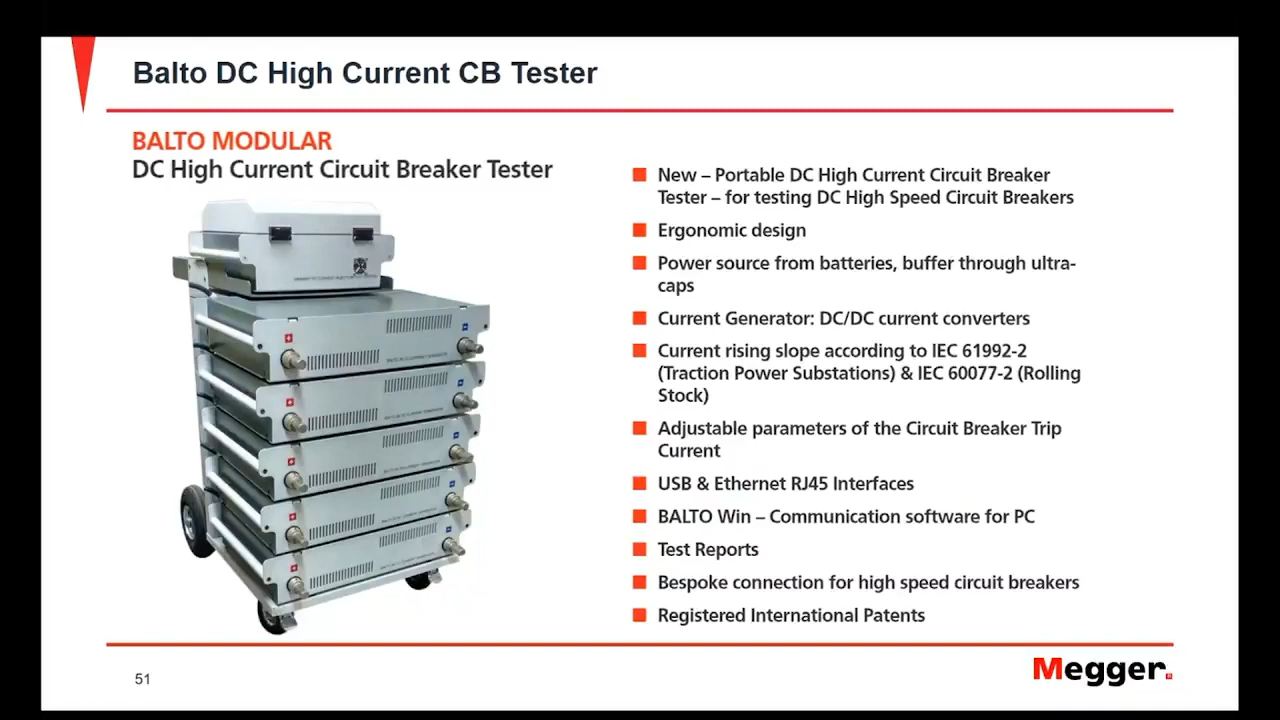 Balto DC High Current CB Tester
BALTO MODULAR
DC High Current Circuit Breaker Tester
New – Portable DC High Current Circuit Breaker
Tester – for testing DC High Speed Circuit Breakers
Ergonomic design
Power source from batteries, buffer through ultra-
caps
Current Generator: DC/DC current converters
Current rising slope according to IEC 61992-2
(Traction Power Substations) & IEC 60077-2 (Rolling
Stock)
Adjustable parameters of the Circuit Breaker Trip
Current
USB & Ethernet RJ45 Interfaces
BALTO Win – Communication software for PC
Test Reports
Bespoke connection for high speed circuit breakers
Registered International Patents
51
Megger